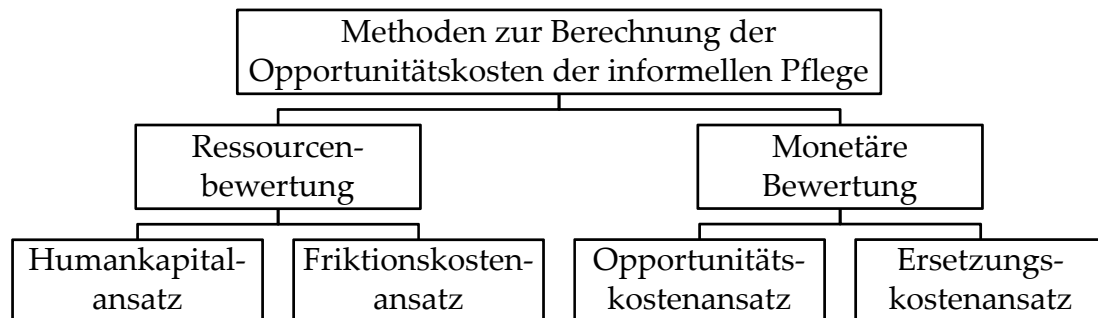 Methoden zur Berechnung der
Opportunitätskosten der informellen Pflege
Ressourcen-
bewertung
Monetäre
Bewertung
Humankapital-
ansatz
Friktionskosten-
ansatz
Opportunitäts-
kostenansatz
Ersetzungs-
kostenansatz